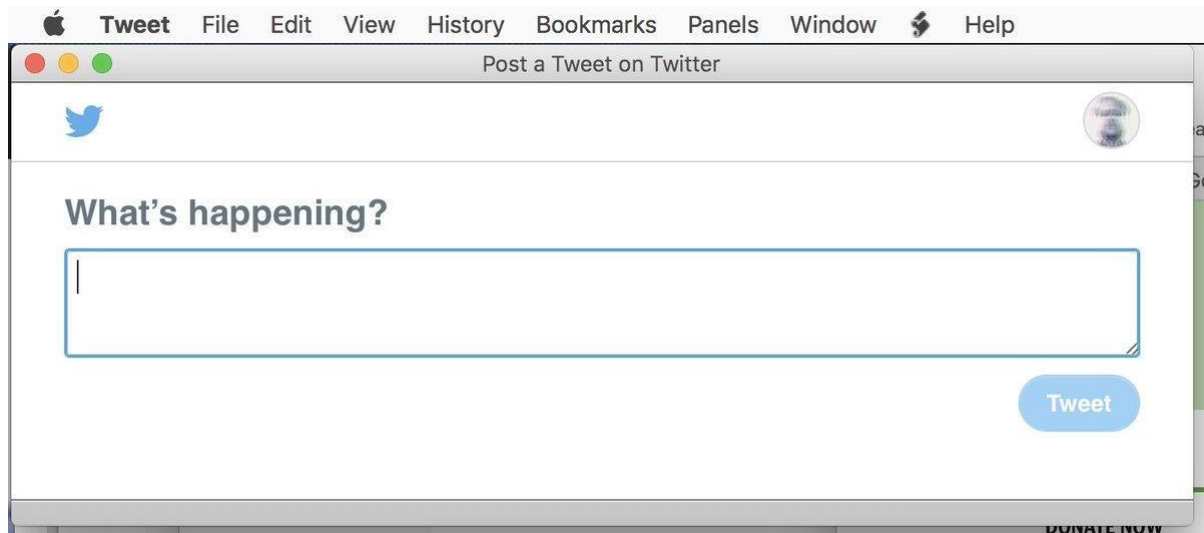 Tweet File Edit View History Bookmarks Panels Window Help
Post a Tweet on Twitter
What's happening?
Tweet
DONATE NOW